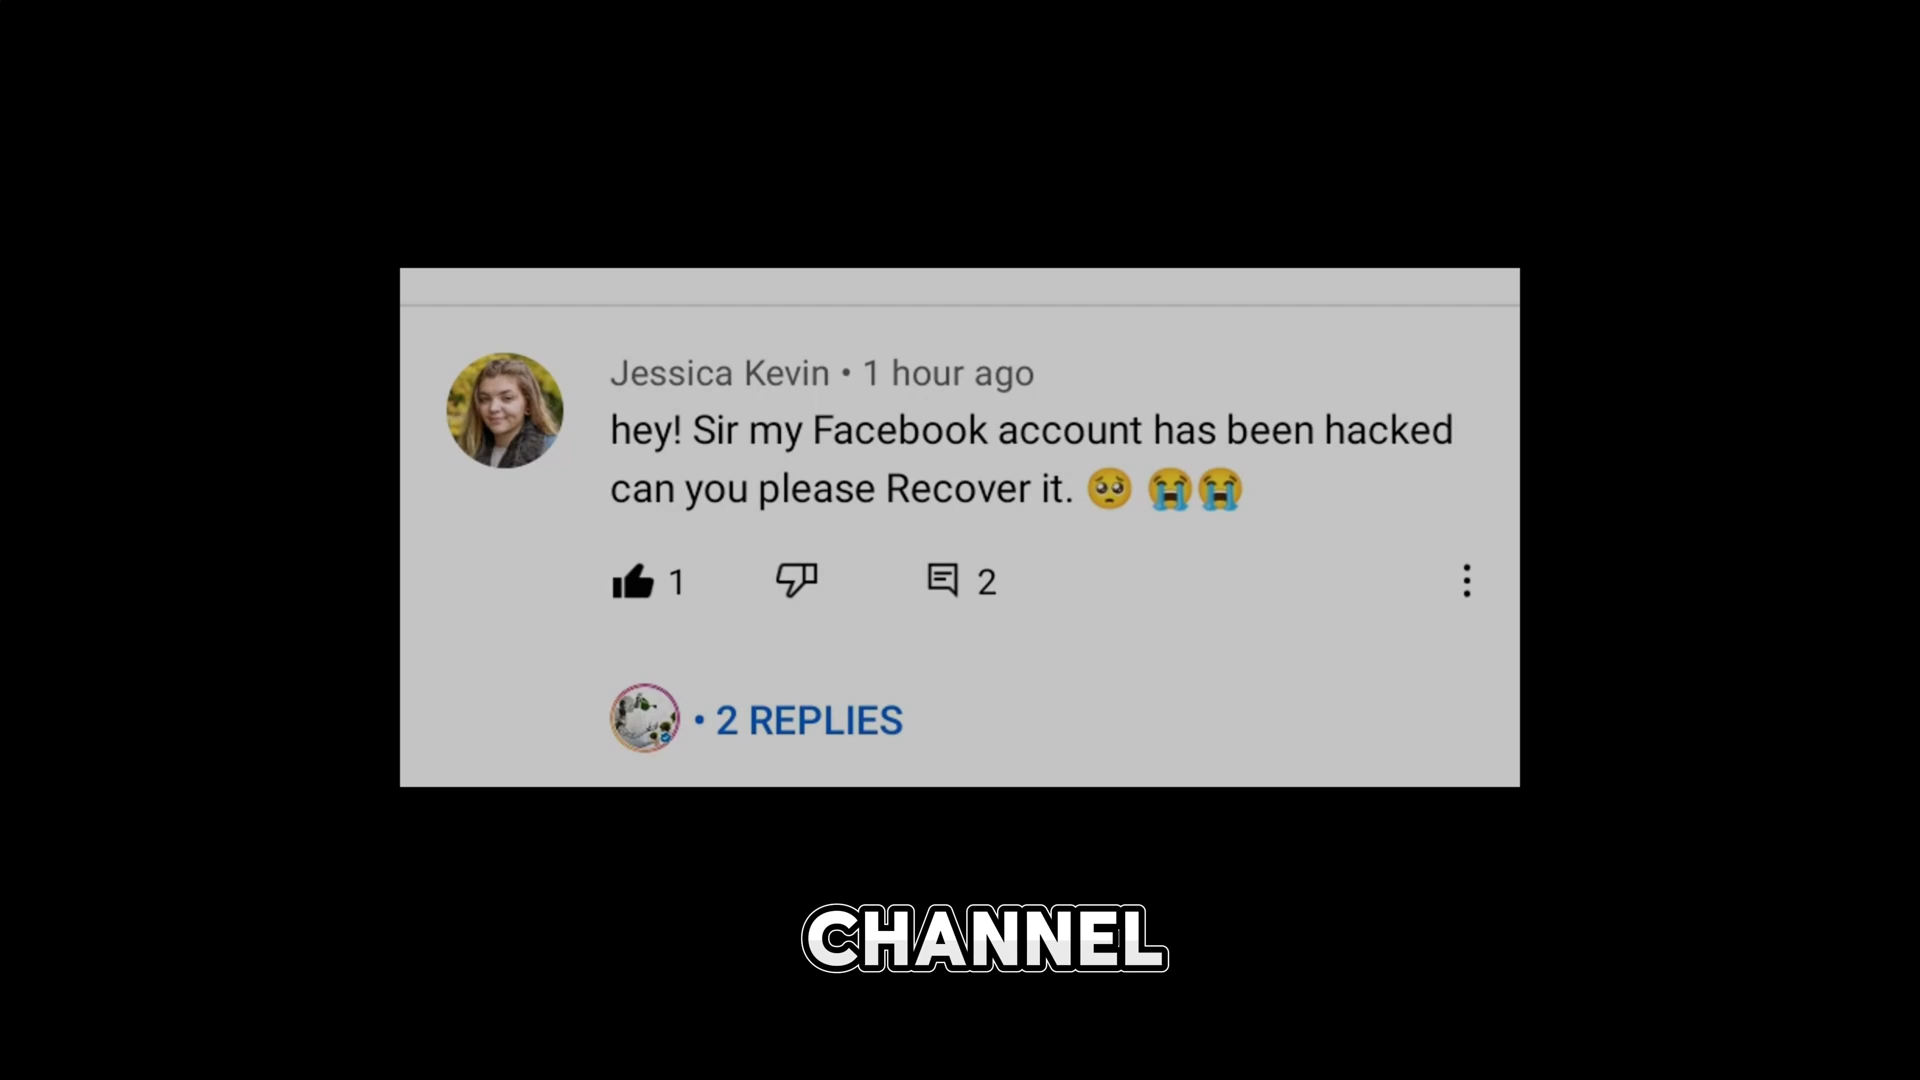 Jessica Kevin • 1 hour ago
hey! Sir my Facebook account has been hacked
can you please Recover it. 🥺 😭😭
1 2
• 2 REPLIES
CHANNEL